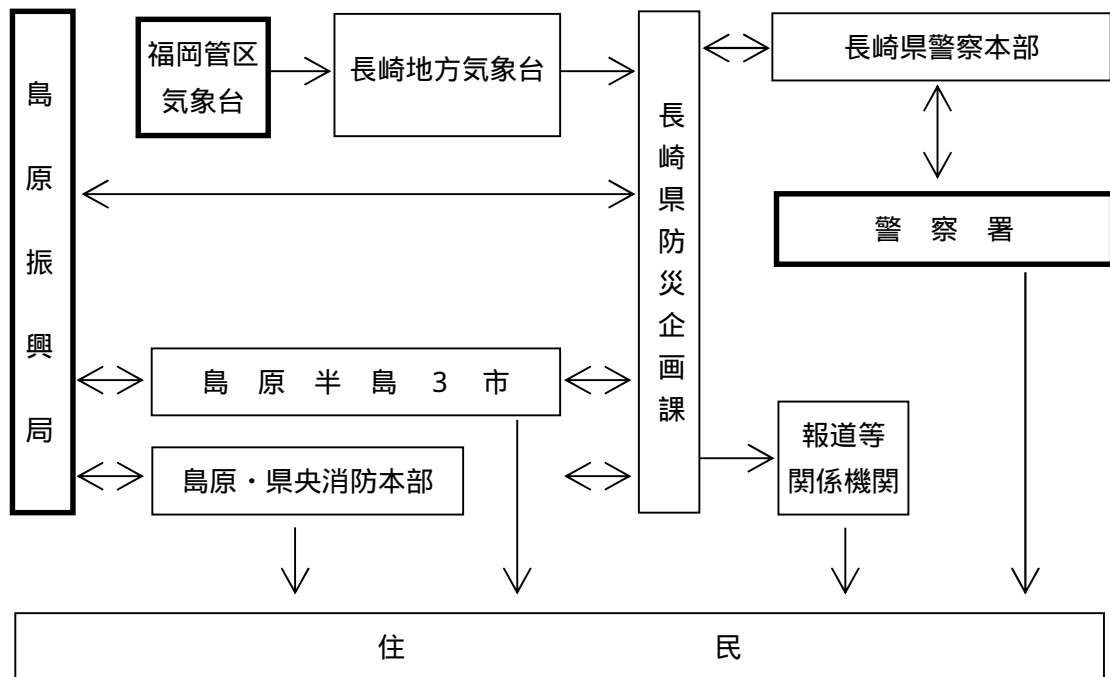 島原振興局
福岡管区
気象台
長崎地方気象台
長崎県防災企画課
長崎県警察本部
警察署
島原半島3市
島原・県央消防本部
報道等
関係機関
住民